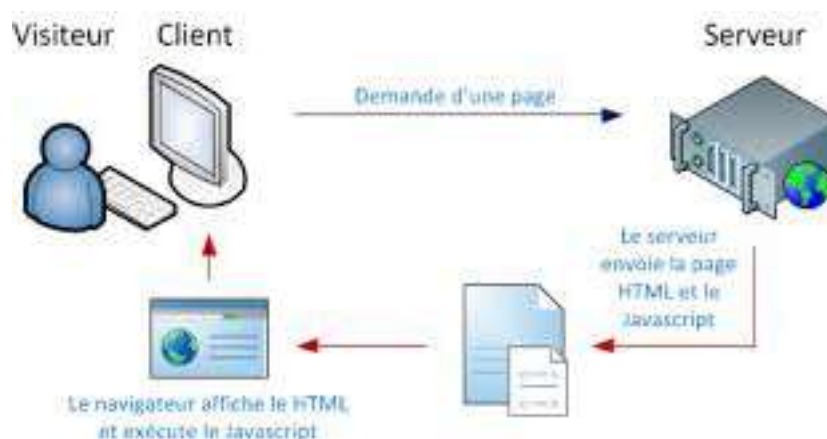 Visiteur
Client
Serveur
Demande d'une page
Le serveur
envoie la page
HTML et le
Javascript
Le navigateur affiche le HTML
et exécute le Javascript